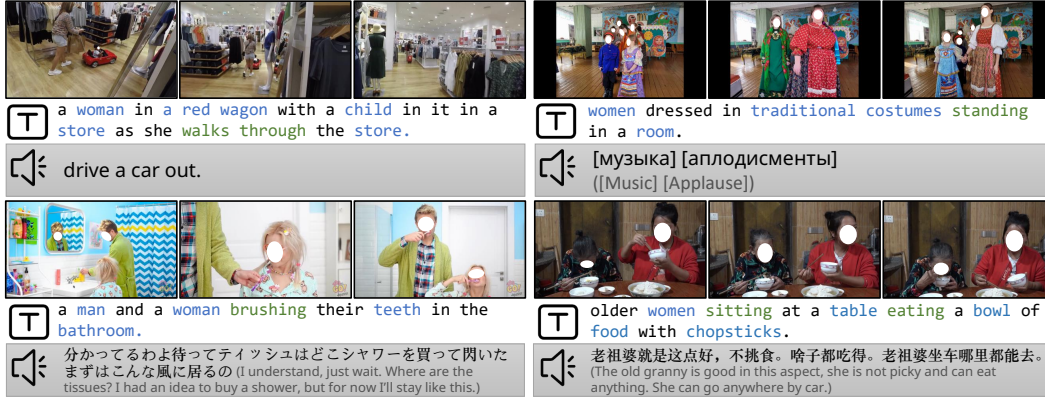 T a woman in a red wagon with a child in it in a
store as she walks through the store.
drive a car out.
T women dressed in traditional costumes standing
in a room.
[музыка] [аплодисменты]
([Music] [Applause])
T a man and a woman brushing their teeth in the
bathroom.
分かってるわよ待ってティッシュはどこシャワーを買って閃いた
まずはこんな風に居るの (I understand, just wait. Where are the
tissues? I had an idea to buy a shower, but for now I'll stay like this.)
T older women sitting at a table eating a bowl of
food with chopsticks.
老祖婆就是这点好，不挑食。啥子都吃得。老祖婆坐车哪里都能去。
(The old granny is good in this aspect, she is not picky and can eat
anything. She can go anywhere by car.)